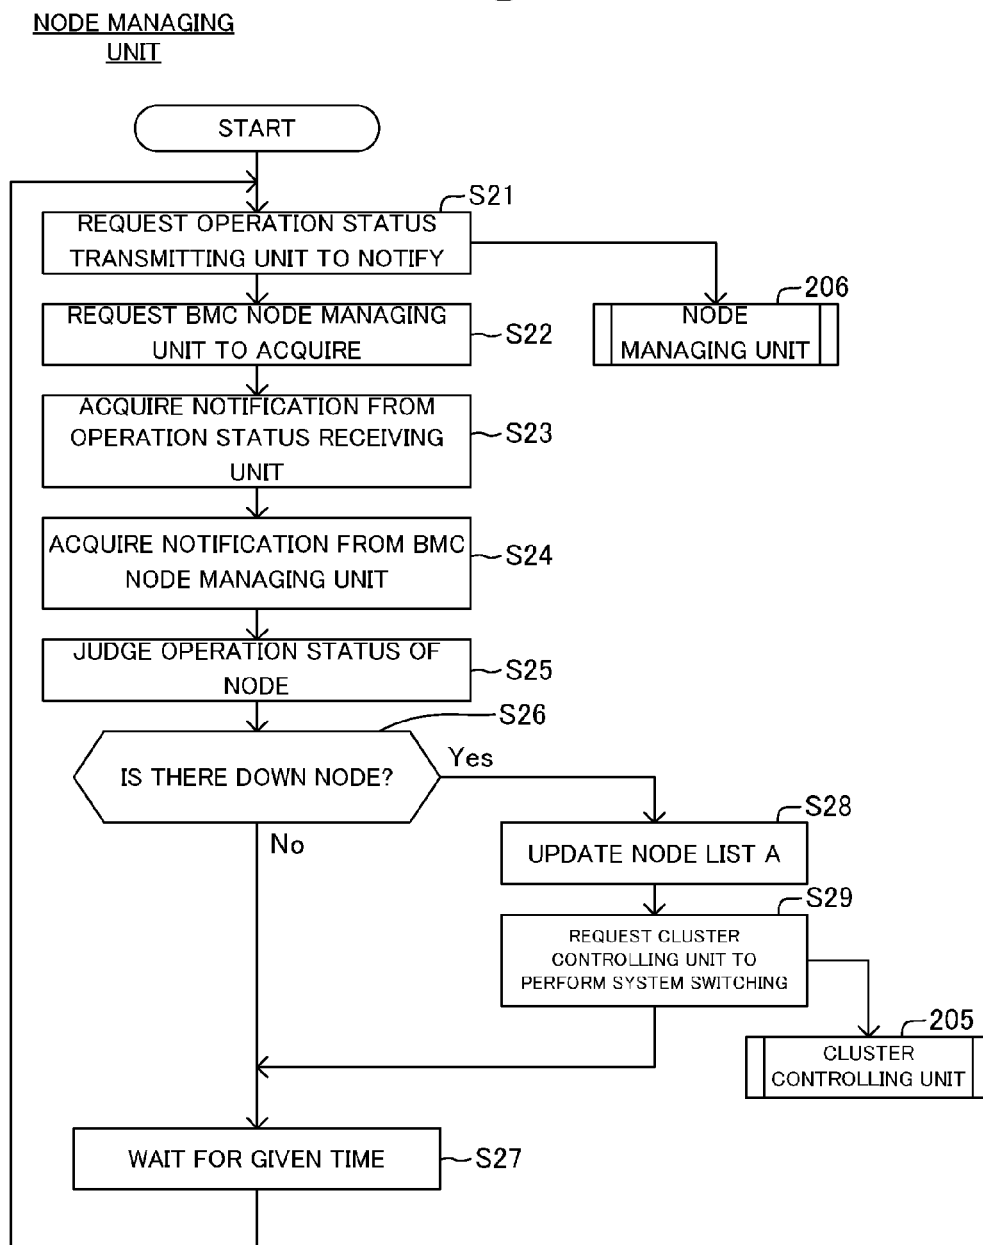 NODE MANAGING
UNIT
START
S21
REQUEST OPERATION STATUS
TRANSMITTING UNIT TO NOTIFY
206
NODE
MANAGING UNIT
REQUEST BMC NODE MANAGING
UNIT TO ACQUIRE
S22
ACQUIRE NOTIFICATION FROM
OPERATION STATUS RECEIVING
UNIT
S23
ACQUIRE NOTIFICATION FROM BMC
NODE MANAGING UNIT
S24
JUDGE OPERATION STATUS OF
NODE
S25
S26
IS THERE DOWN NODE?
Yes
No
S28
UPDATE NODE LIST A
S29
REQUEST CLUSTER
CONTROLLING UNIT TO
PERFORM SYSTEM SWITCHING
205
CLUSTER
CONTROLLING UNIT
WAIT FOR GIVEN TIME
S27